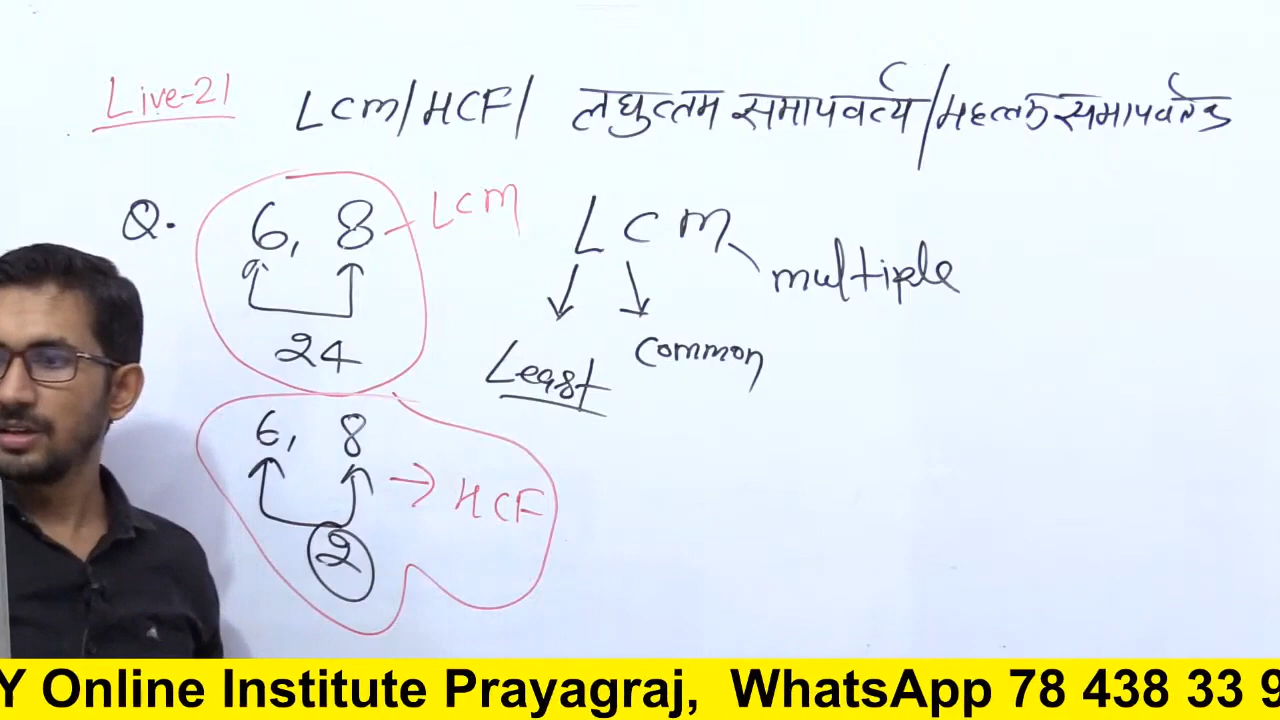 Live-21 LCM/HCF/ लघुत्तम समापवर्त्य/महत्तम समापवर्तक
Q. 6, 8 - LCM
24
LCM
multiple
Least
common
6, 8 → HCF
2
Y Online Institute Prayagraj, WhatsApp 78 438 33 9